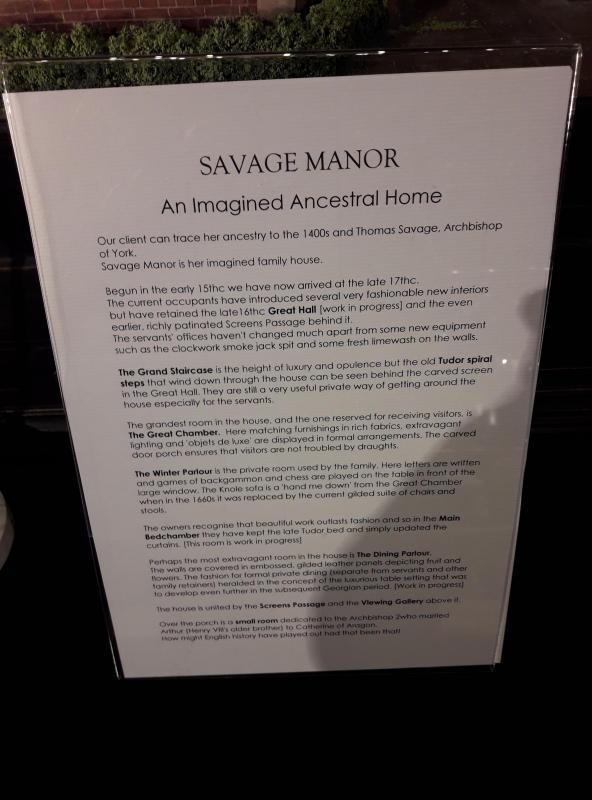 SAVAGE MANOR
An Imagined Ancestral Home
Our client can trace her ancestry to the 1400s and Thomas Savage, Archbishop
of York.
Savage Manor is her imagined family house.
Begun in the early 15thc we have now arrived at the late 17thc.
The current occupants have introduced several very fashionable new interiors
but have retained the late16thc Great Hall [work in progress] and the even
earlier, richly patinated Screens Passage behind it.
The servants' offices haven't changed much apart from some new equipment
such as the clockwork smoke jack spit and some fresh limewash on the walls.
The Grand Staircase is the height of luxury and opulence but the old Tudor spiral
steps that wind down through the house can be seen behind the carved screen
in the Great Hall. They are still a very useful private way of getting around the
house especially for the servants.
The grandest room in the house, and the one reserved for receiving visitors, is
The Great Chamber. Here matching furnishings in rich fabrics, extravagant
lighting and 'objets de luxe' are displayed in formal arrangements. The carved
door porch ensures that visitors are not troubled by draughts.
The Winter Parlour is the private room used by the family. Here letters are written
and games of backgammon and chess are played on the table in front of the
large window. The Knole sofa is a 'hand me down' from the Great Chamber
when in the 1660s it was replaced by the current gilded suite of chairs and
stools.
The owners recognise that beautiful work outlasts fashion and so in the Main
Bedchamber they have kept the late Tudor bed and simply updated the
curtains. [This room is work in progress]
Perhaps the most extravagant room in the house is The Dining Parlour.
The walls are covered in embossed, gilded leather panels depicting fruit and
flowers. The fashion for formal private dining (separate from servants and other
family retainers) heralded in the concept of the luxurious table setting that was
to develop even further in the subsequent Georgian period. [Work in progress]
The house is united by the Screens Passage and the Viewing Gallery above it.
Over the porch is a small room dedicated to the Archbishop 2who married
Arthur (Henry VIII's older brother) to Catherine of Aragon.
How might English history have played out had that been that!